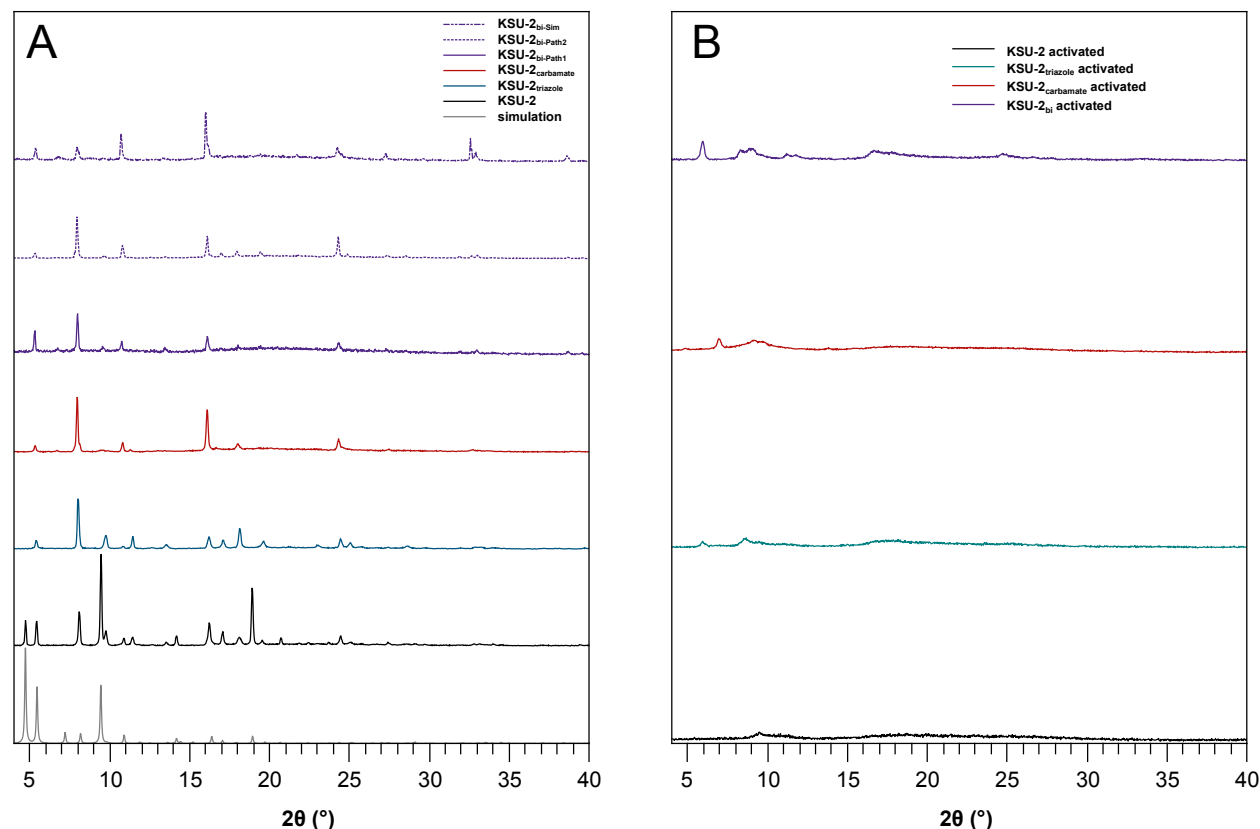 A
KSU-2bi-Sim
KSU-2bi-Path2
KSU-2bi-Path1
KSU-2carbamate
KSU-2triazole
KSU-2
simulation
5 10 15 20 25 30 35 40
2θ (°)
B
KSU-2 activated
KSU-2triazole activated
KSU-2carbamate activated
KSU-2bi activated
5 10 15 20 25 30 35 40
2θ (°)